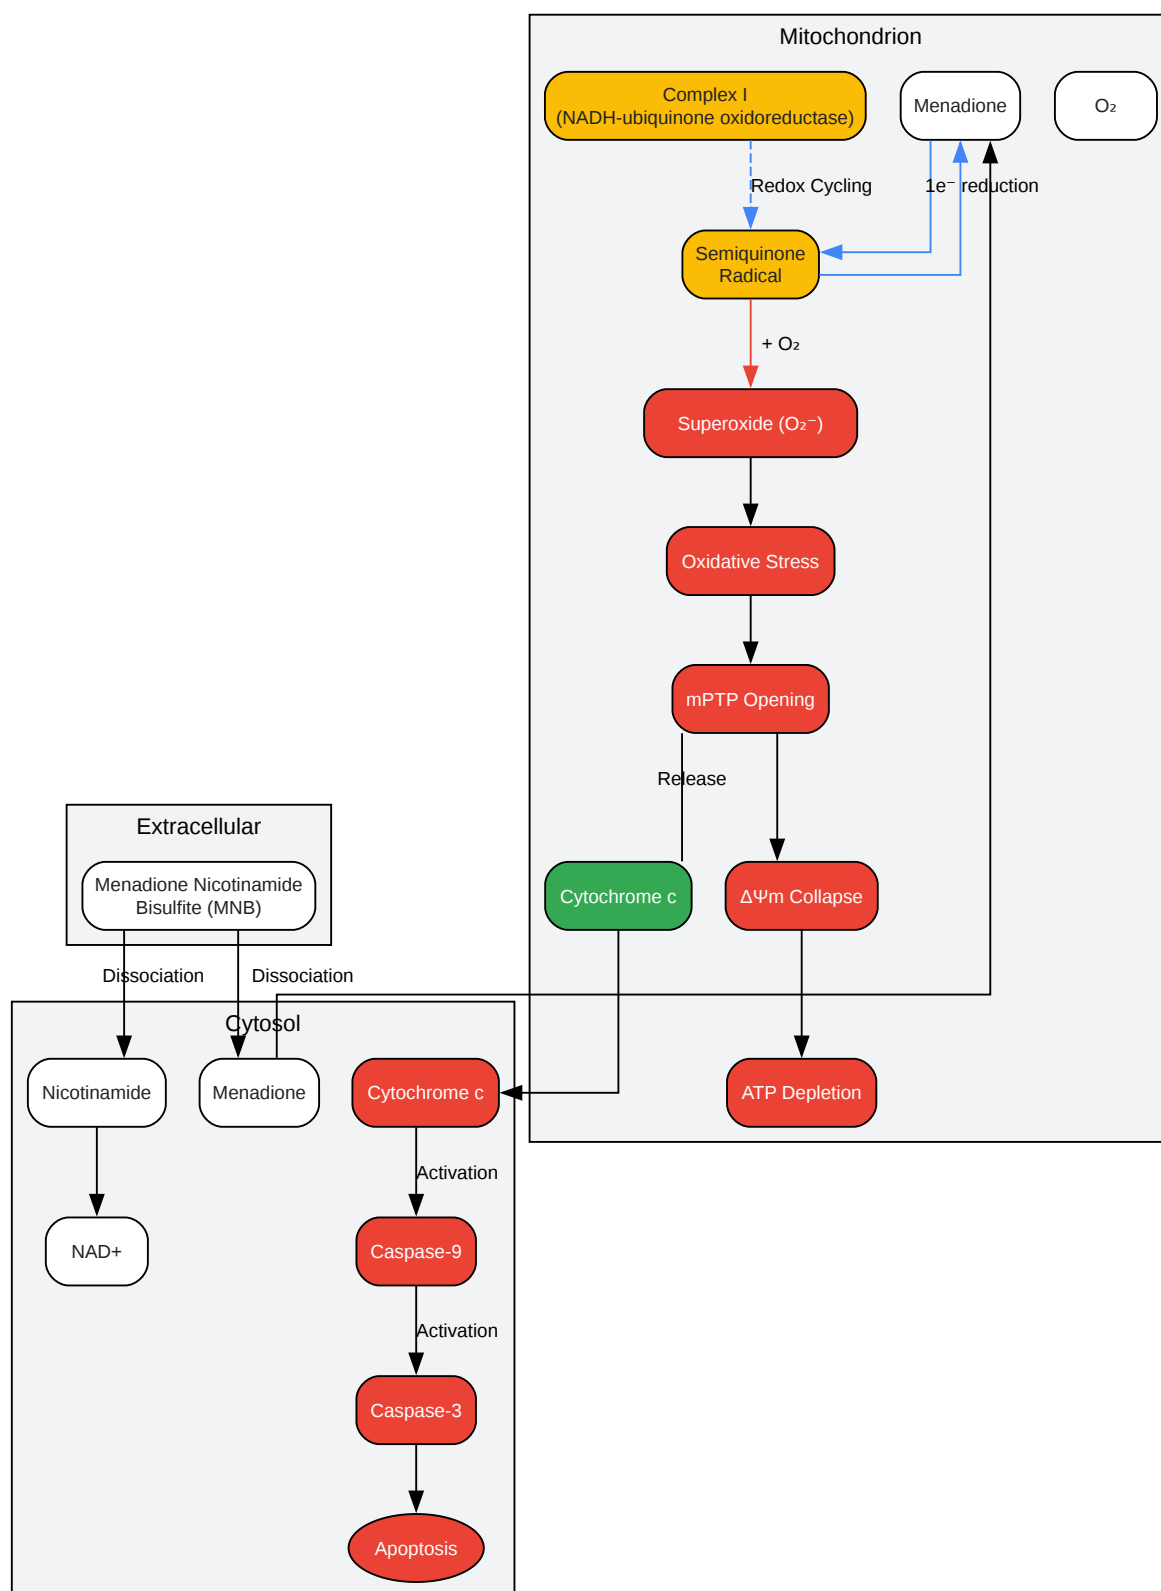 Mitochondrion
Complex I
(NADH-ubiquinone oxidoreductase)
Menadione
O₂
Redox Cycling
1e⁻ reduction
Semiquinone
Radical
+ O₂
Superoxide (O₂⁻)
Oxidative Stress
mPTP Opening
Release
Extracellular
Menadione Nicotinamide
Bisulfite (MNB)
Cytochrome c
ΔΨm Collapse
Dissociation
Dissociation
Cytosol
Nicotinamide
Menadione
Cytochrome c
ATP Depletion
Activation
NAD+
Caspase-9
Activation
Caspase-3
Apoptosis